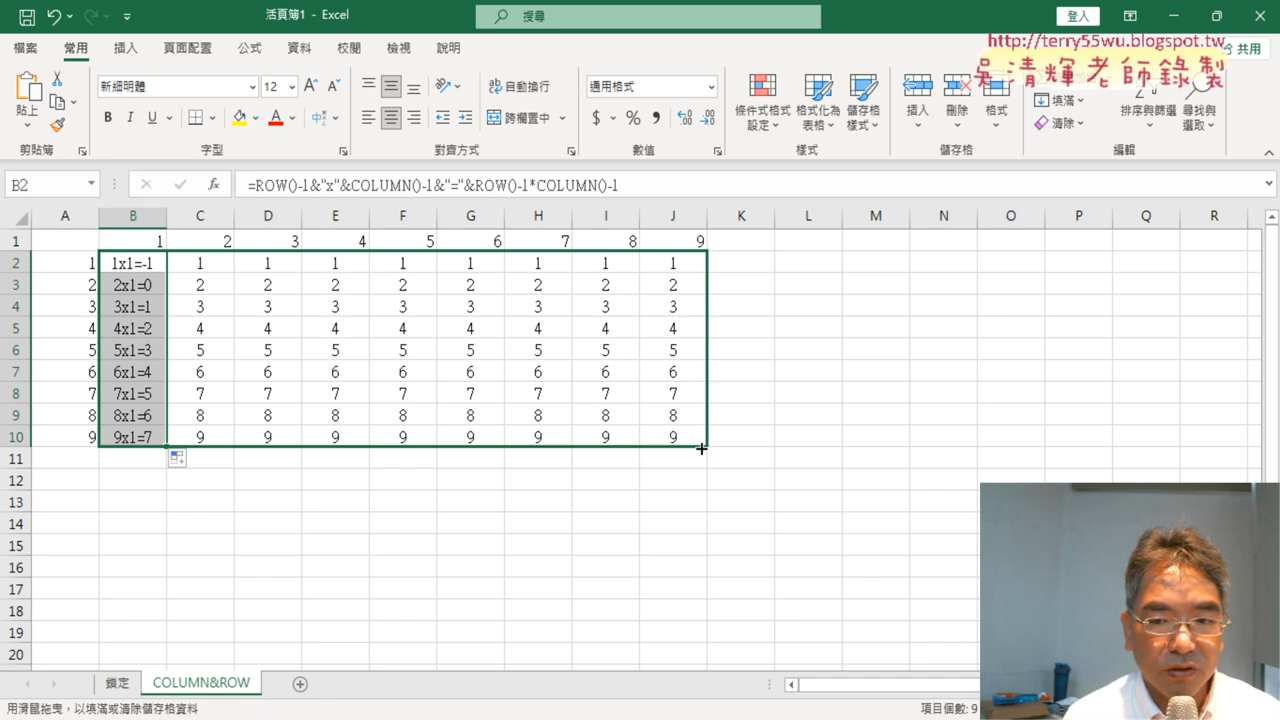 活頁簿1 - Excel
搜尋
登入
http://terry55wu.blogspot.tw
吳清輝老師錄製
檔案 常用 插入 頁面配置 公式 資料 校閱 檢視 說明
共用
貼上
新細明體 12
自動換行
跨欄置中
通用格式
條件式格式設定
格式化為表格
儲存格樣式
插入 刪除 格式
填滿
清除
排序與篩選
尋找與選取
剪貼簿 字型 對齊方式 數值 樣式 儲存格 編輯
B2 =ROW()-1&"x"&COLUMN()-1&"="&ROW()-1*COLUMN()-1
A B C D E F G H I J K L M N O P Q R
1 1 2 3 4 5 6 7 8 9
2 1 1x1=-1 1 1 1 1 1 1 1 1
3 2 2x1=0 2 2 2 2 2 2 2 2
4 3 3x1=1 3 3 3 3 3 3 3 3
5 4 4x1=2 4 4 4 4 4 4 4 4
6 5 5x1=3 5 5 5 5 5 5 5 5
7 6 6x1=4 6 6 6 6 6 6 6 6
8 7 7x1=5 7 7 7 7 7 7 7 7
9 8 8x1=6 8 8 8 8 8 8 8 8
10 9 9x1=7 9 9 9 9 9 9 9 9
11
12
13
14
15
16
17
18
19
20
鎖定 COLUMN&ROW
用滑鼠拖曳，以填滿或清除儲存格資料
項目個數: 9